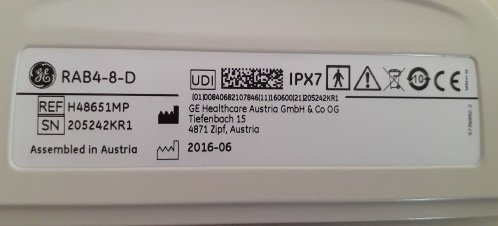 GE RAB4-8-D
UDI IPX7 10
(01)00840682107846(11)160600(21)205242KR1
REF H48651MP
SN 205242KR1
GE Healthcare Austria GmbH & Co OG
Tiefenbach 15
4871 Zipf, Austria
Assembled in Austria
2016-06